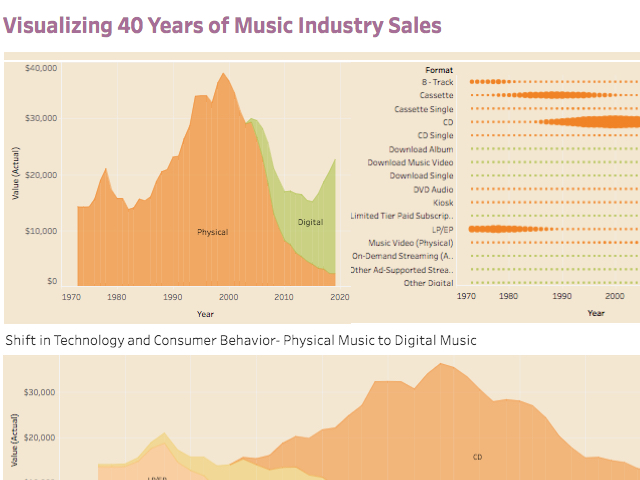 Visualizing 40 Years of Music Industry Sales
$40,000
$30,000
$20,000
$10,000
$0
Value (Actual)
Physical
Digital
1970 1980 1990 2000 2010 2020
Year
Format
8 - Track
Cassette
Cassette Single
CD
CD Single
Download Album
Download Music Video
Download Single
DVD Audio
Kiosk
Limited Tier Paid Subscrip..
LP/EP
Music Video (Physical)
On-Demand Streaming (A..
Other Ad-Supported Strea..
Other Digital
1970 1980 1990 2000
Year
Shift in Technology and Consumer Behavior- Physical Music to Digital Music
$30,000
$20,000
Value (Actual)
CD
LP/EP